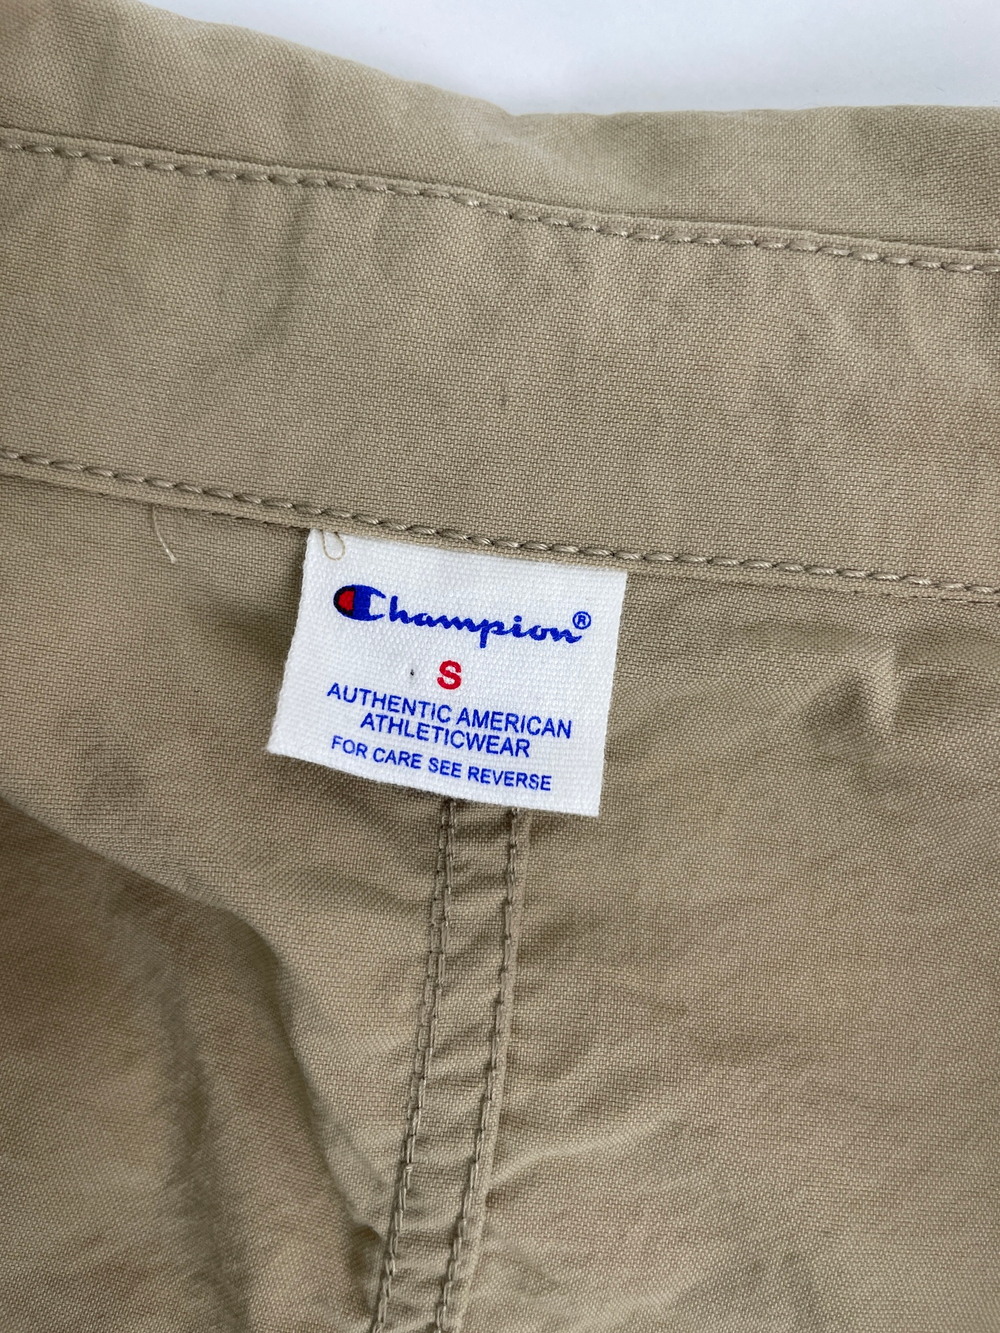 Champion®
S
AUTHENTIC AMERICAN
ATHLETICWEAR
FOR CARE SEE REVERSE